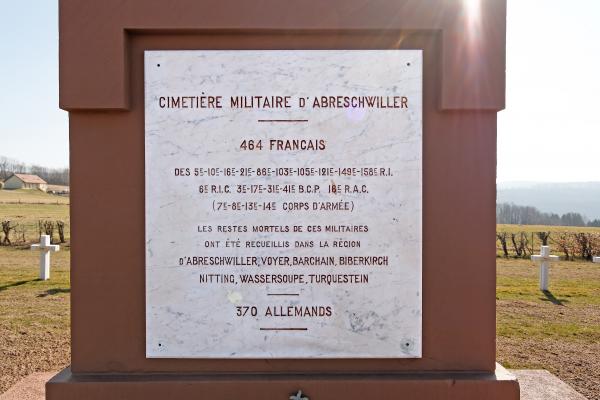 CIMETIÈRE MILITAIRE D'ABRESCHWILLER
464 FRANÇAIS
DES 5E-10E-16E-21E-86E-103E-105E-121E-149E-158E R.I.
6E R.I.C. 3E-17E-31E-41E B.C.P. 16E R.A.C.
(7E-8E-13E-14E CORPS D'ARMÉE)
LES RESTES MORTELS DE CES MILITAIRES
ONT ÉTÉ RECUEILLIS DANS LA RÉGION
D'ABRESCHWILLER, VOYER, BARCHAIN, BIBERKIRCH
NITTING, WASSERSOUPE, TURQUESTEIN
370 ALLEMANDS